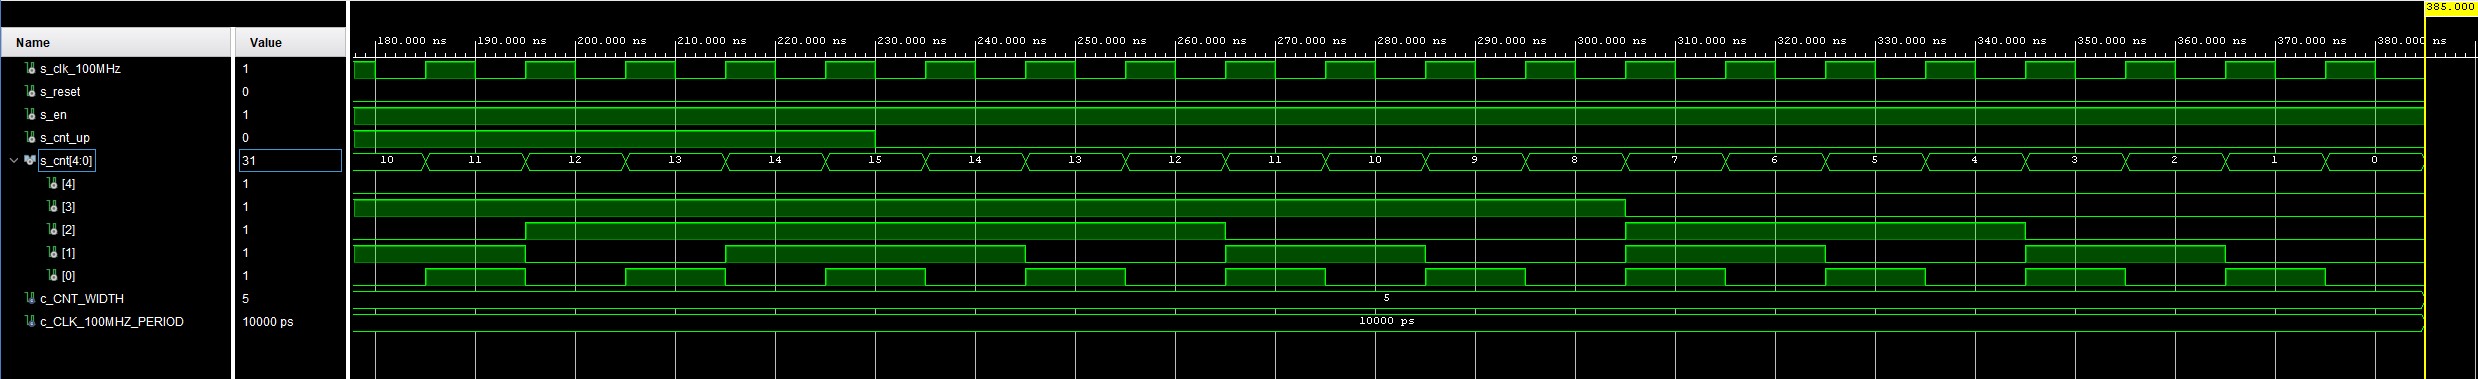 385.000
Name Value
180.000 ns 190.000 ns 200.000 ns 210.000 ns 220.000 ns 230.000 ns 240.000 ns 250.000 ns 260.000 ns 270.000 ns 280.000 ns 290.000 ns 300.000 ns 310.000 ns 320.000 ns 330.000 ns 340.000 ns 350.000 ns 360.000 ns 370.000 ns 380.000 ns
s_clk_100MHz 1
s_reset 0
s_en 1
s_cnt_up 0
s_cnt[4:0] 31 10 11 12 13 14 15 14 13 12 11 10 9 8 7 6 5 4 3 2 1 0
[4] 1
[3] 1
[2] 1
[1] 1
[0] 1
c_CNT_WIDTH 5 5
c_CLK_100MHZ_PERIOD 10000 ps 10000 ps